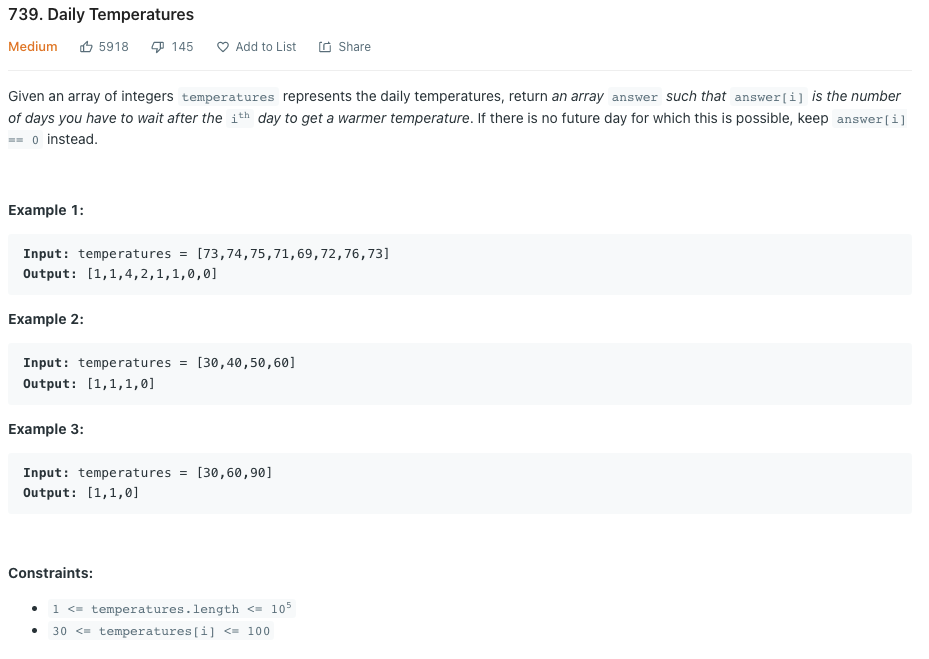 739. Daily Temperatures
Medium 5918 145 Add to List Share
Given an array of integers temperatures represents the daily temperatures, return an array answer such that answer[i] is the number
of days you have to wait after the ith day to get a warmer temperature. If there is no future day for which this is possible, keep answer[i]
== 0 instead.
Example 1:
Input: temperatures = [73,74,75,71,69,72,76,73]
Output: [1,1,4,2,1,1,0,0]
Example 2:
Input: temperatures = [30,40,50,60]
Output: [1,1,1,0]
Example 3:
Input: temperatures = [30,60,90]
Output: [1,1,0]
Constraints:
• 1 <= temperatures.length <= 10⁵
• 30 <= temperatures[i] <= 100